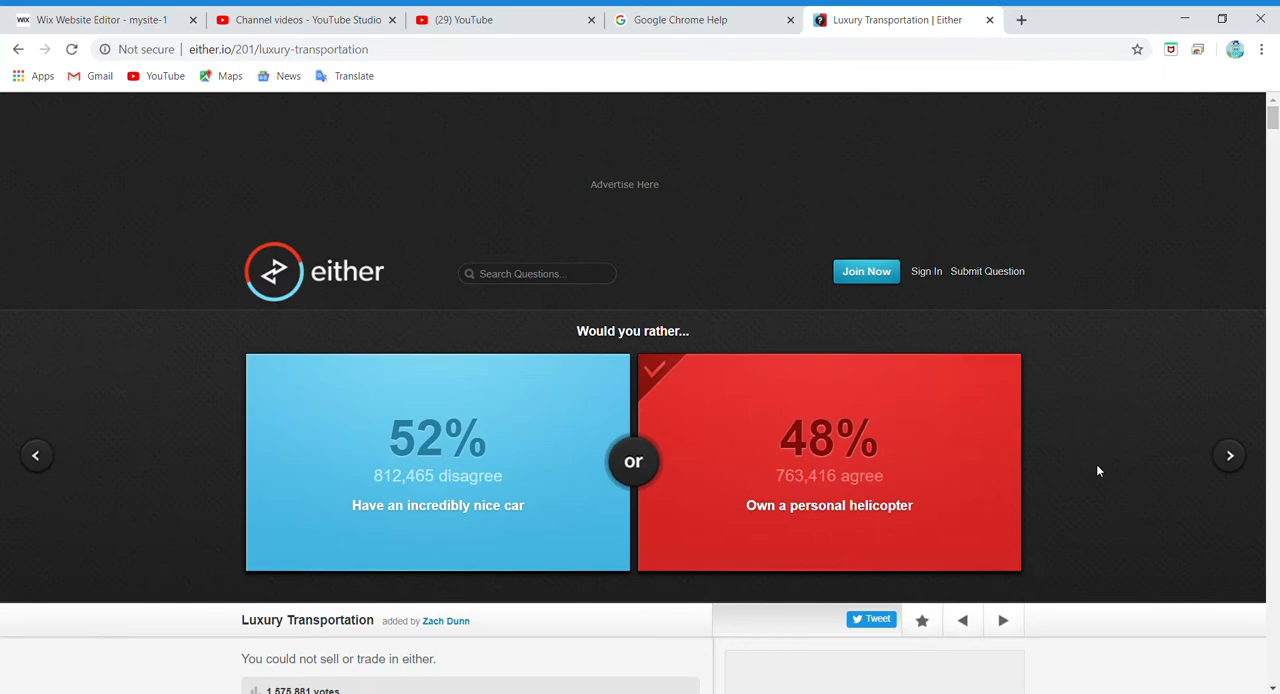 WIX Wix Website Editor - mysite-1
Channel videos - YouTube Studio
(29) YouTube
Google Chrome Help
Luxury Transportation | Either
Not secure | either.io/201/luxury-transportation
Apps Gmail YouTube Maps News Translate
Advertise Here
either
Search Questions...
Join Now Sign In Submit Question
Would you rather...
52%
812,465 disagree
Have an incredibly nice car
or
48%
763,416 agree
Own a personal helicopter
Luxury Transportation added by Zach Dunn
Tweet
You could not sell or trade in either.
1,575,881 votes